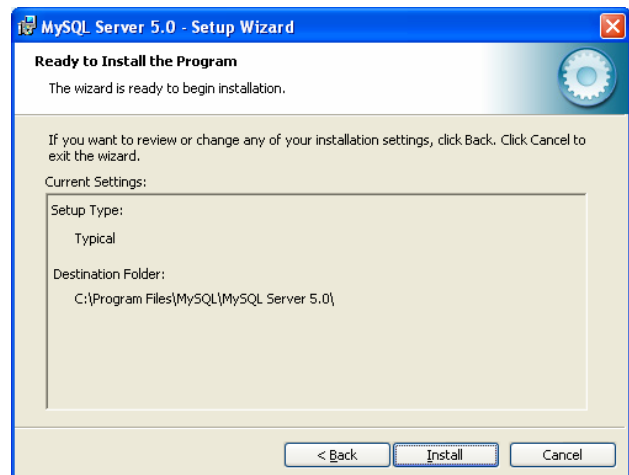 MySQL Server 5.0 - Setup Wizard
Ready to Install the Program
The wizard is ready to begin installation.
If you want to review or change any of your installation settings, click Back. Click Cancel to
exit the wizard.
Current Settings:
Setup Type:
Typical
Destination Folder:
C:\Program Files\MySQL\MySQL Server 5.0\
< Back
Install
Cancel